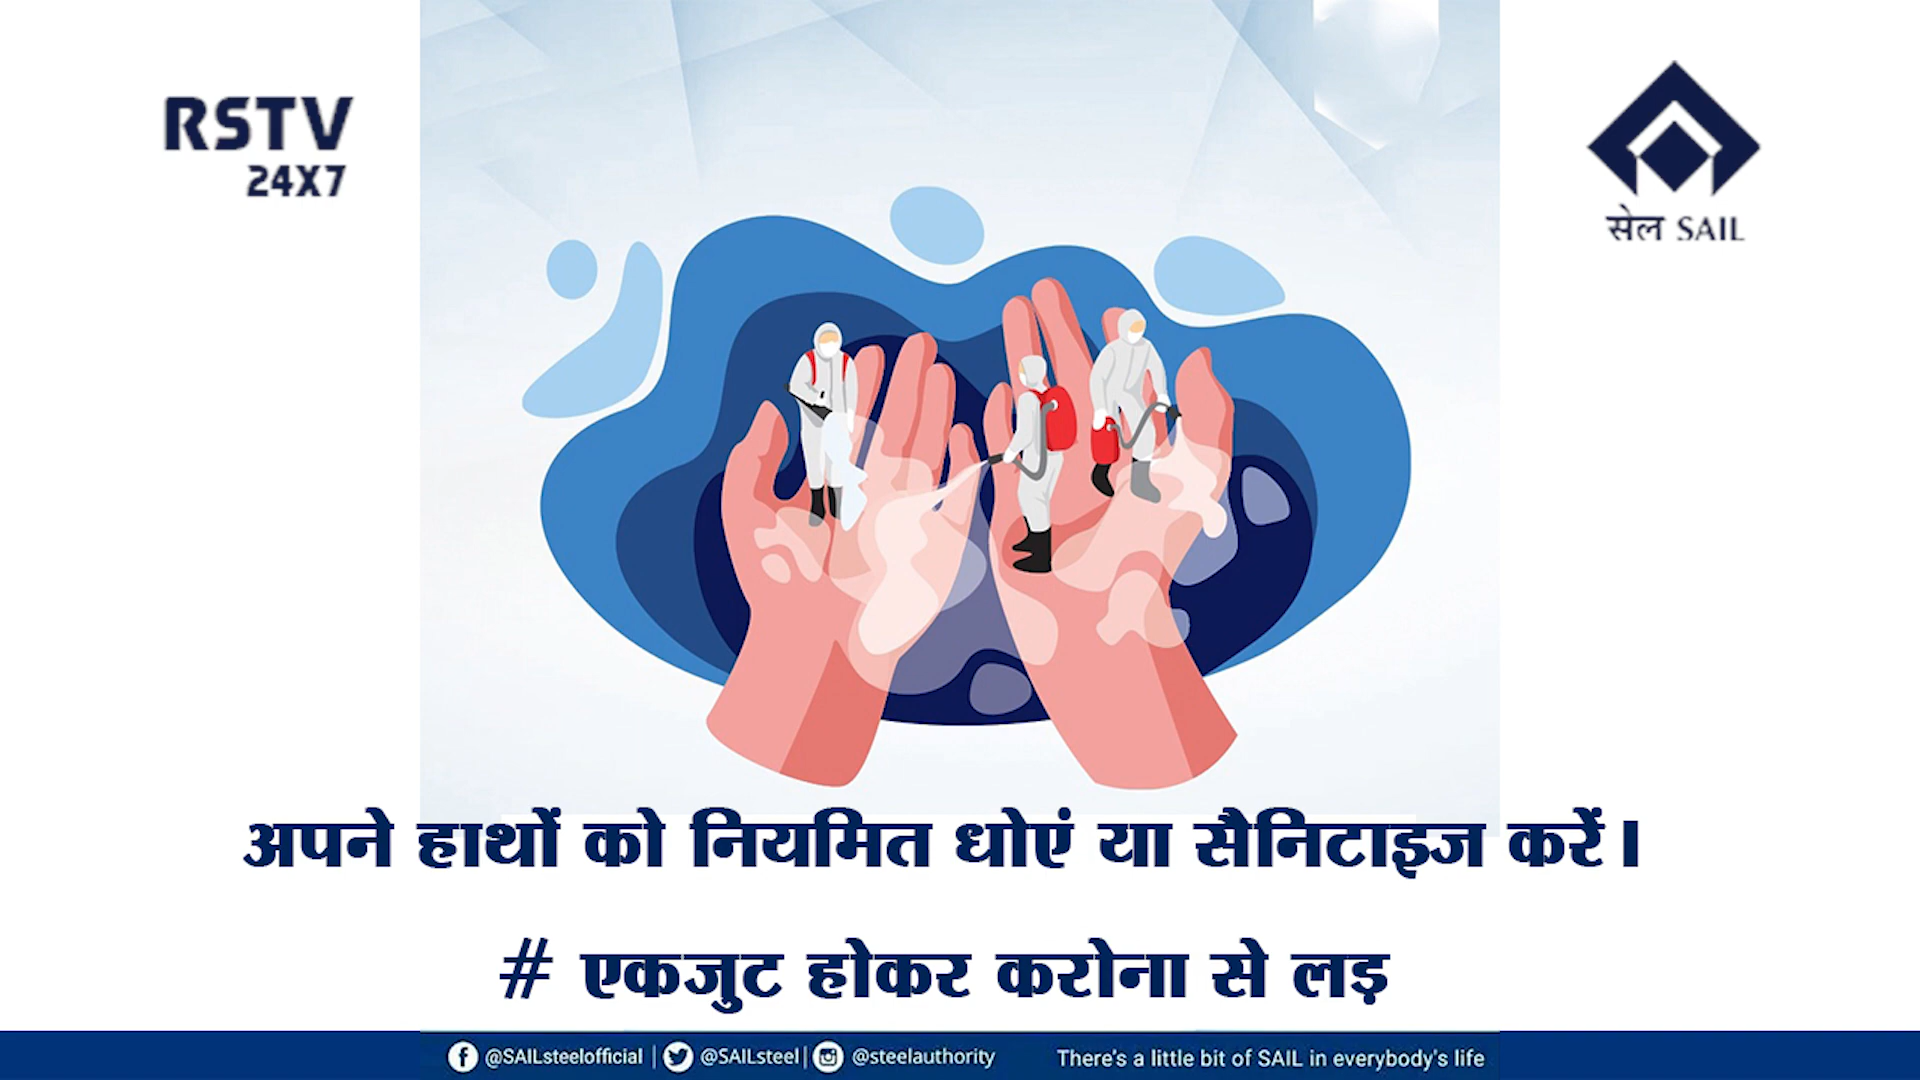 RSTV
24X7
सेल SAIL
अपने हाथों को नियमित धोएं या सैनिटाइज करें।
# एकजुट होकर करोना से लड़
@SAILsteelofficial | @SAILsteel | @steelauthority There's a little bit of SAIL in everybody's life